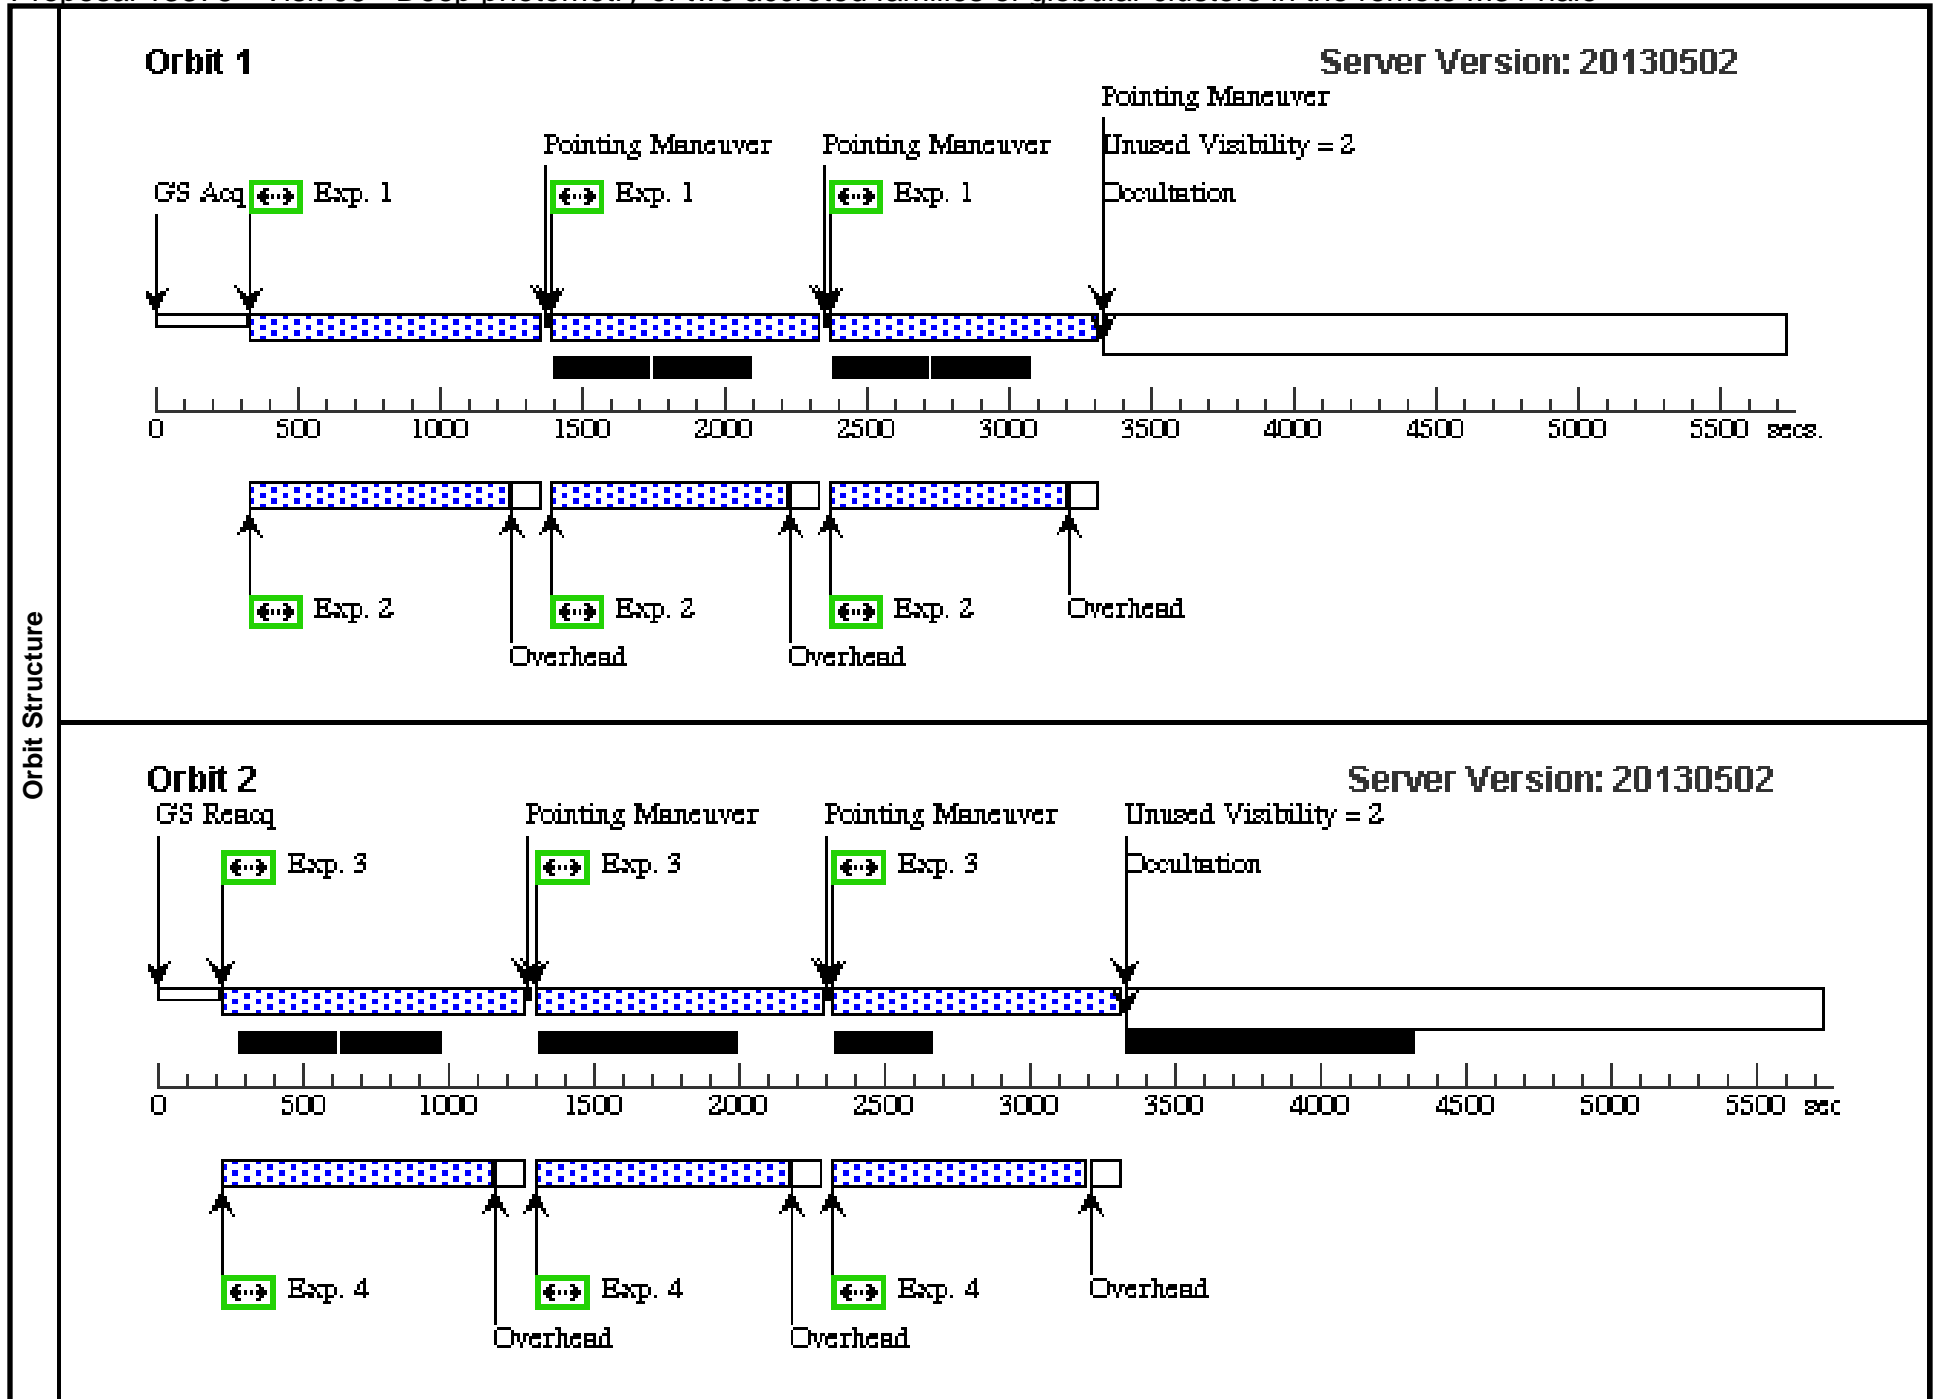 Orbit Structure
Orbit 1
Server Version: 20130502
Pointing Maneuver
Pointing Maneuver
Pointing Maneuver
Unused Visibility = 2
GS Acq
Exp. 1
Exp. 1
Exp. 1
Occultation
0 500 1000 1500 2000 2500 3000 3500 4000 4500 5000 5500 secs.
Exp. 2
Exp. 2
Exp. 2
Overhead
Overhead
Overhead
Orbit 2
Server Version: 20130502
GS Reacq
Pointing Maneuver
Pointing Maneuver
Unused Visibility = 2
Exp. 3
Exp. 3
Exp. 3
Occultation
0 500 1000 1500 2000 2500 3000 3500 4000 4500 5000 5500 sec
Exp. 4
Exp. 4
Exp. 4
Overhead
Overhead
Overhead